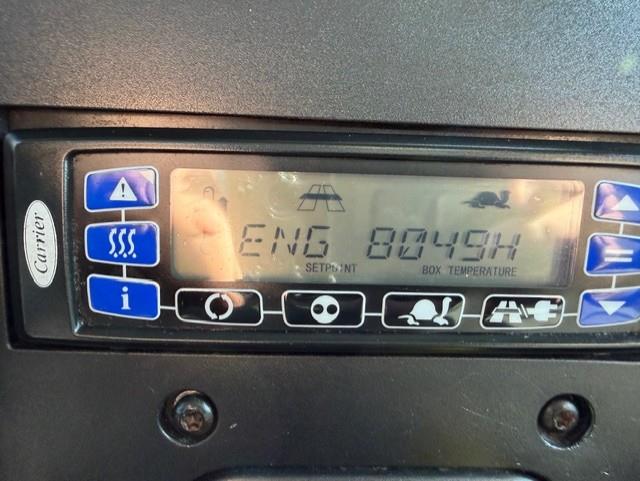 Carrier
ENG 8049H
SETPOINT BOX TEMPERATURE
i